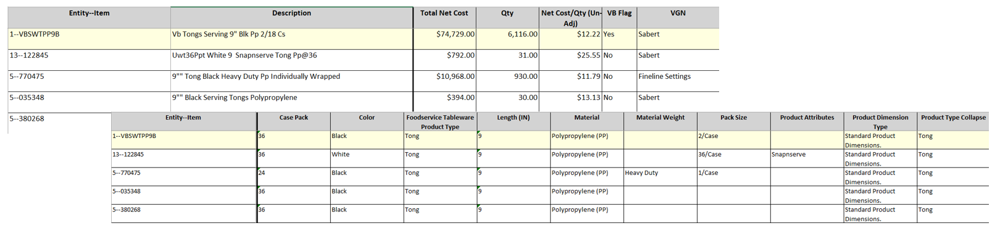 Entity--Item Description Total Net Cost Qty Net Cost/Qty (Un- VB Flag VGN
Adj)
1--VBSWTPP9B Vb Tongs Serving 9" Blk Pp 2/18 Cs $74,729.00 6,116.00 $12.22 Yes Sabert
13--122845 Uwt36Ppt White 9  Snapnserve Tong Pp@36 $792.00 31.00 $25.55 No Sabert
5--770475 9"" Tong Black Heavy Duty Pp Individually Wrapped $10,968.00 930.00 $11.79 No Fineline Settings
5--035348 9"" Black Serving Tongs Polypropylene $394.00 30.00 $13.13 No Sabert
5--380268
Entity--Item Case Pack Color Foodservice Tableware Length (IN) Material Material Weight Pack Size Product Attributes Product Dimension Product Type Collapse
Product Type Type
1--VBSWTPP9B 36 Black Tong 9 Polypropylene (PP) 2/Case Standard Product Tong
Dimensions.
13--122845 36 White Tong 9 Polypropylene (PP) 36/Case Snapnserve Standard Product Tong
Dimensions.
5--770475 24 Black Tong 9 Polypropylene (PP) Heavy Duty 1/Case Standard Product Tong
Dimensions.
5--035348 36 Black Tong 9 Polypropylene (PP) Standard Product Tong
Dimensions.
5--380268 36 Black Tong 9 Polypropylene (PP) Standard Product Tong
Dimensions.